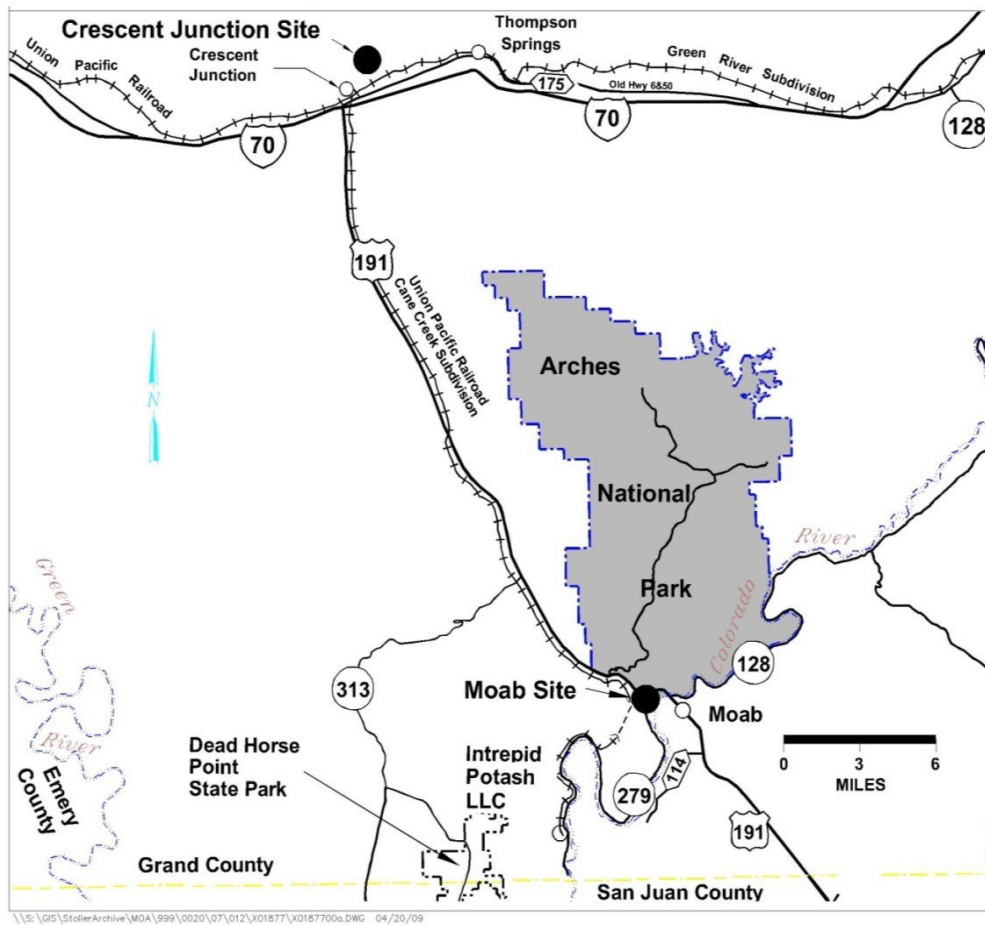 Crescent Junction Site
Crescent
Junction
Thompson
Springs
Union Pacific Railroad
Green River Subdivision
175
Old Hwy 6&50
70
70
128
191
Union Pacific Railroad
Cane Creek Subdivision
Arches
National
Park
N
River
Colorado
Green
River
128
313
Moab Site
Moab
Dead Horse
Point
State Park
Intrepid
Potash
LLC
279
114
191
0 3 6
MILES
Emery
County
Grand County
San Juan County
\\S:\GIS\StollerArchive\MOA\999\0020\07\012\X01877\X0187700a.DWG 04/20/09